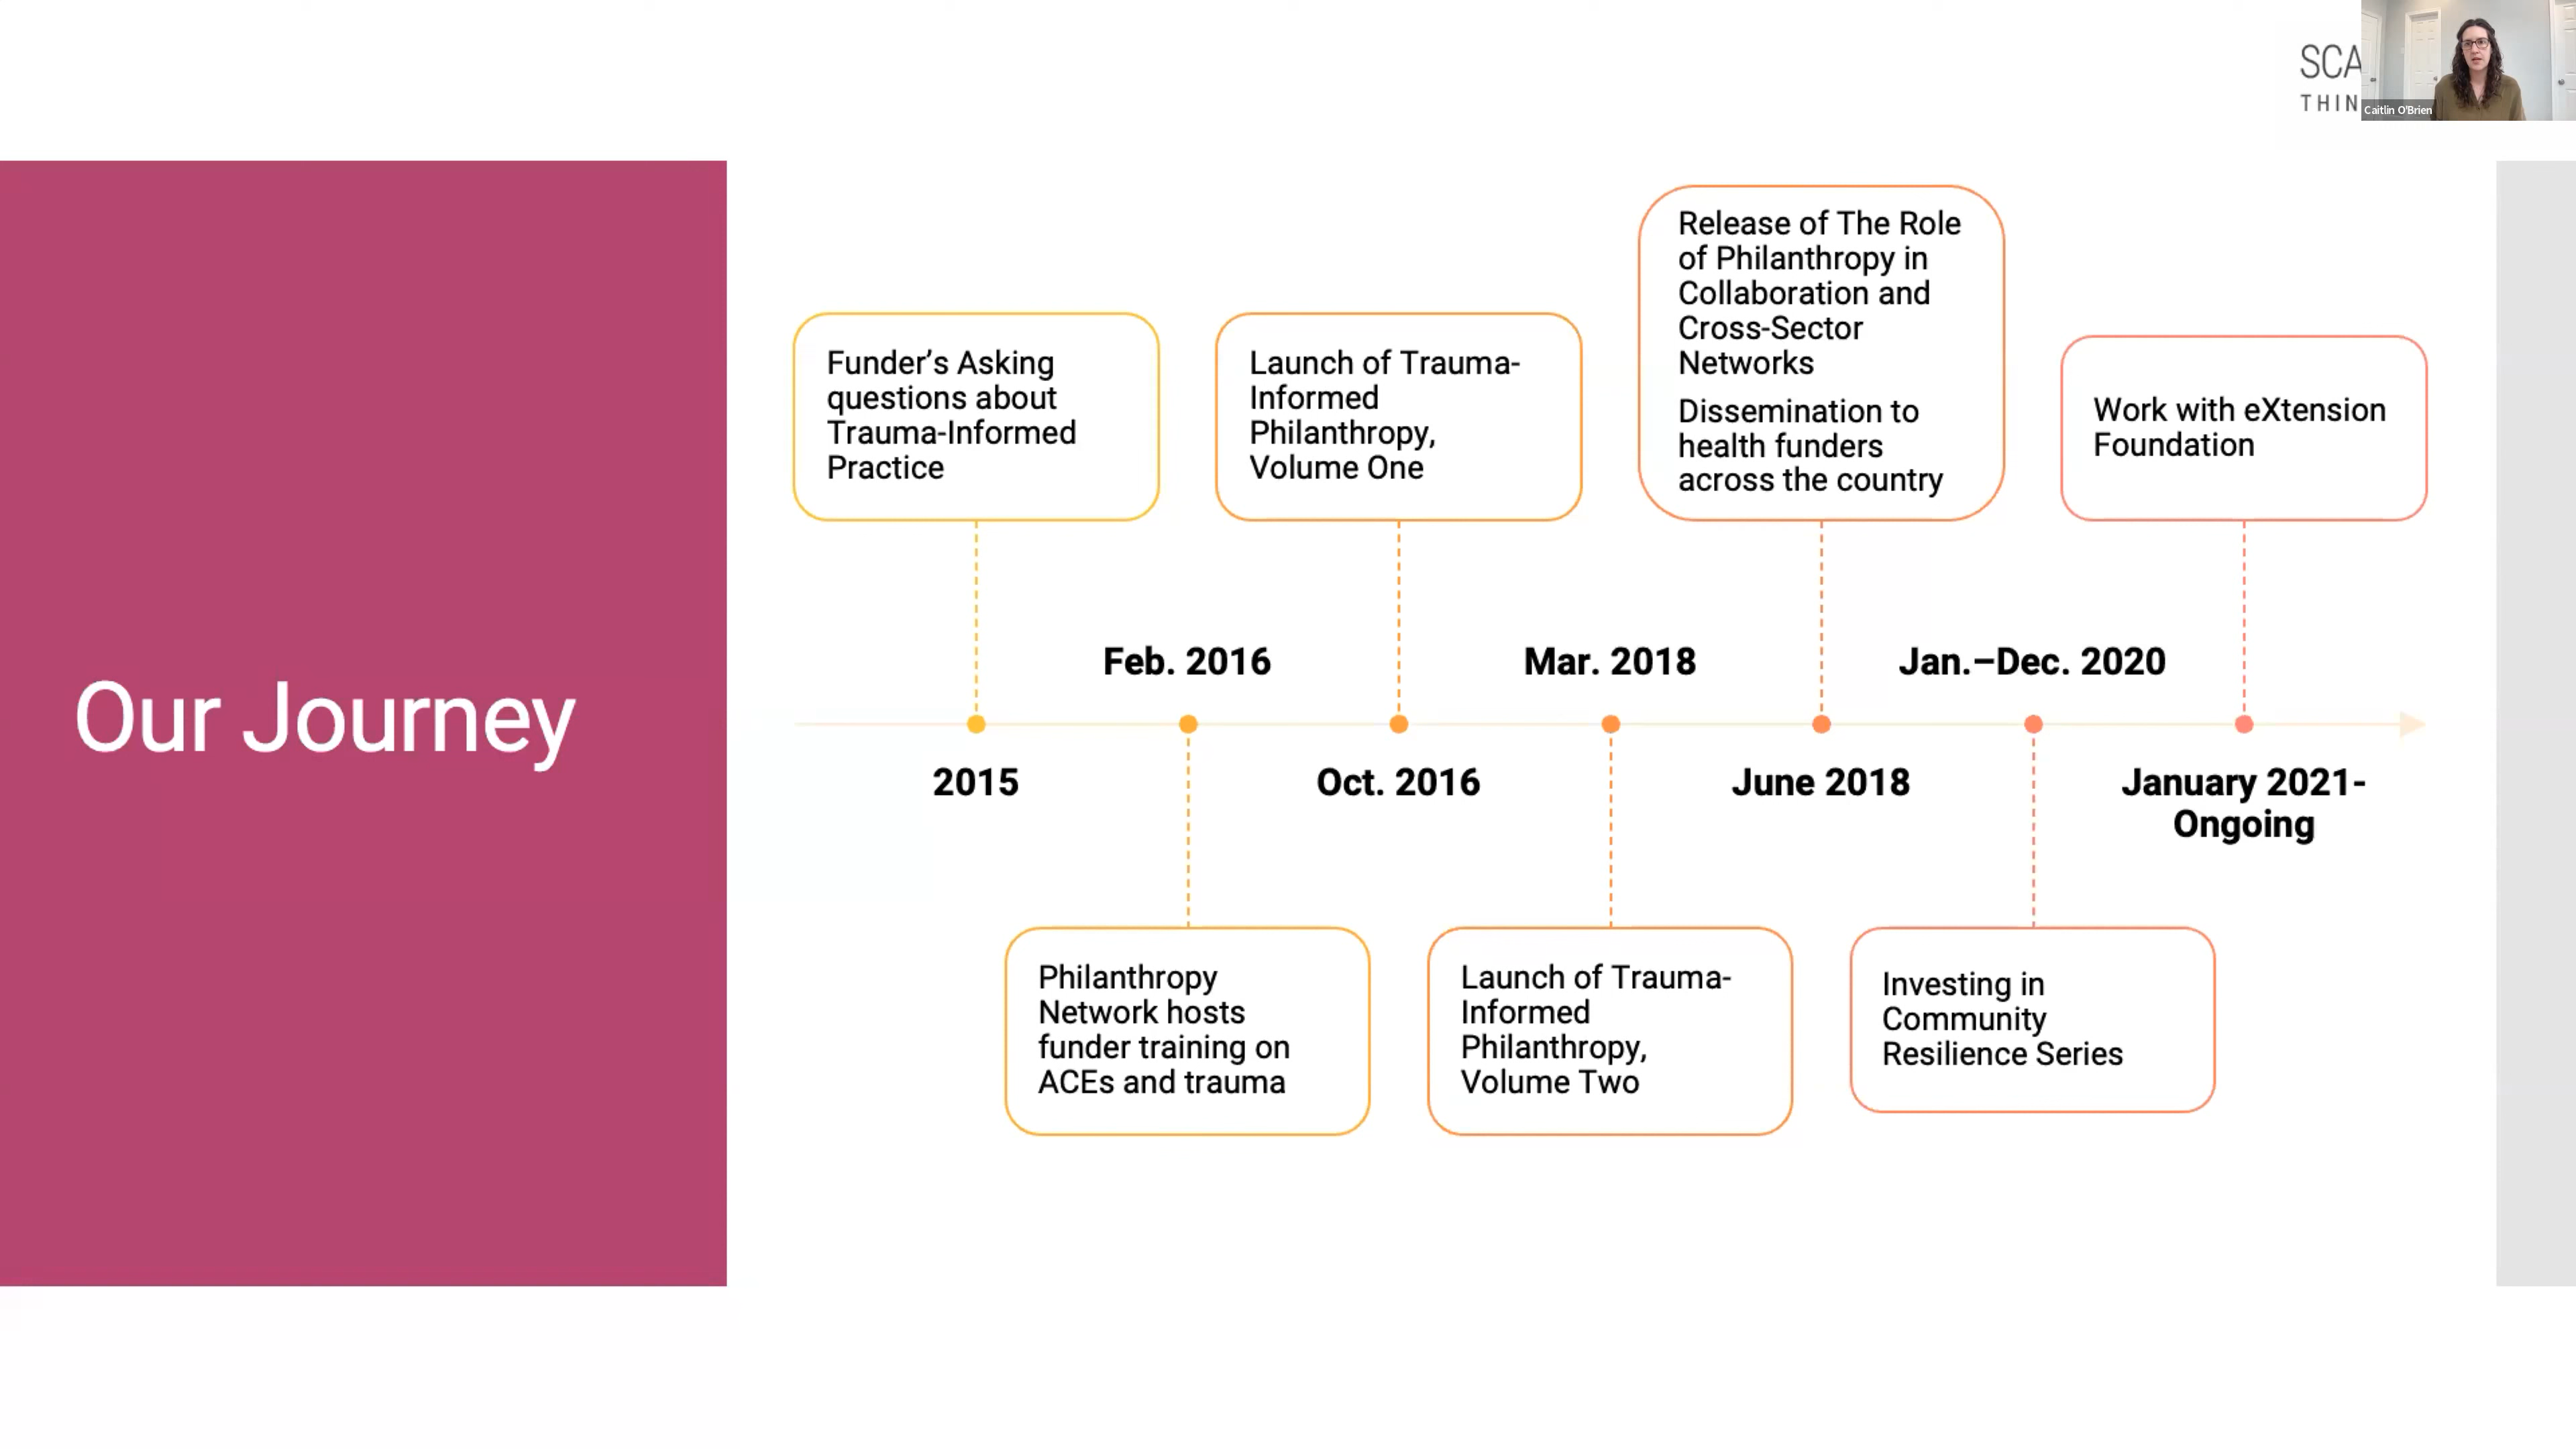 SCA
THIN
Caitlin O'Brien
Our Journey
Funder’s Asking
questions about
Trauma-Informed
Practice
Launch of Trauma-
Informed
Philanthropy,
Volume One
Release of The Role
of Philanthropy in
Collaboration and
Cross-Sector
Networks
Dissemination to
health funders
across the country
Work with eXtension
Foundation
Feb. 2016
Mar. 2018
Jan.–Dec. 2020
2015
Oct. 2016
June 2018
January 2021-
Ongoing
Philanthropy
Network hosts
funder training on
ACEs and trauma
Launch of Trauma-
Informed
Philanthropy,
Volume Two
Investing in
Community
Resilience Series